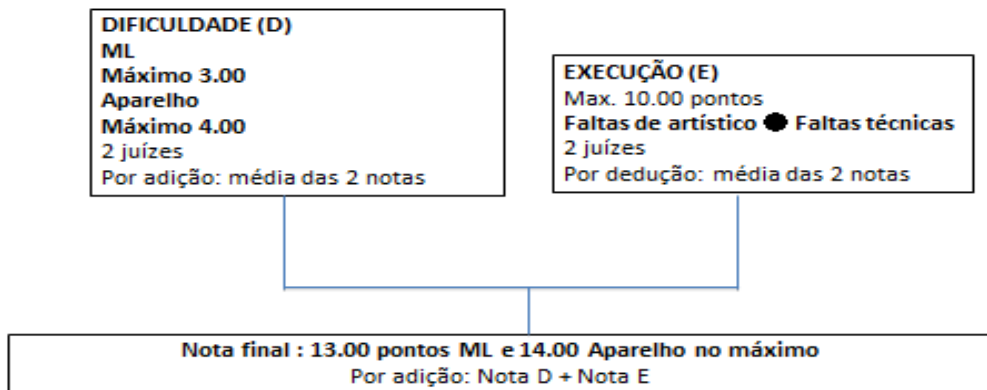 DIFICULDADE (D)
ML
Máximo 3.00
Aparelho
Máximo 4.00
2 juízes
Por adição: média das 2 notas
EXECUÇÃO (E)
Max. 10.00 pontos
Faltas de artístico ● Faltas técnicas
2 juízes
Por dedução: média das 2 notas
Nota final : 13.00 pontos ML e 14.00 Aparelho no máximo
Por adição: Nota D + Nota E